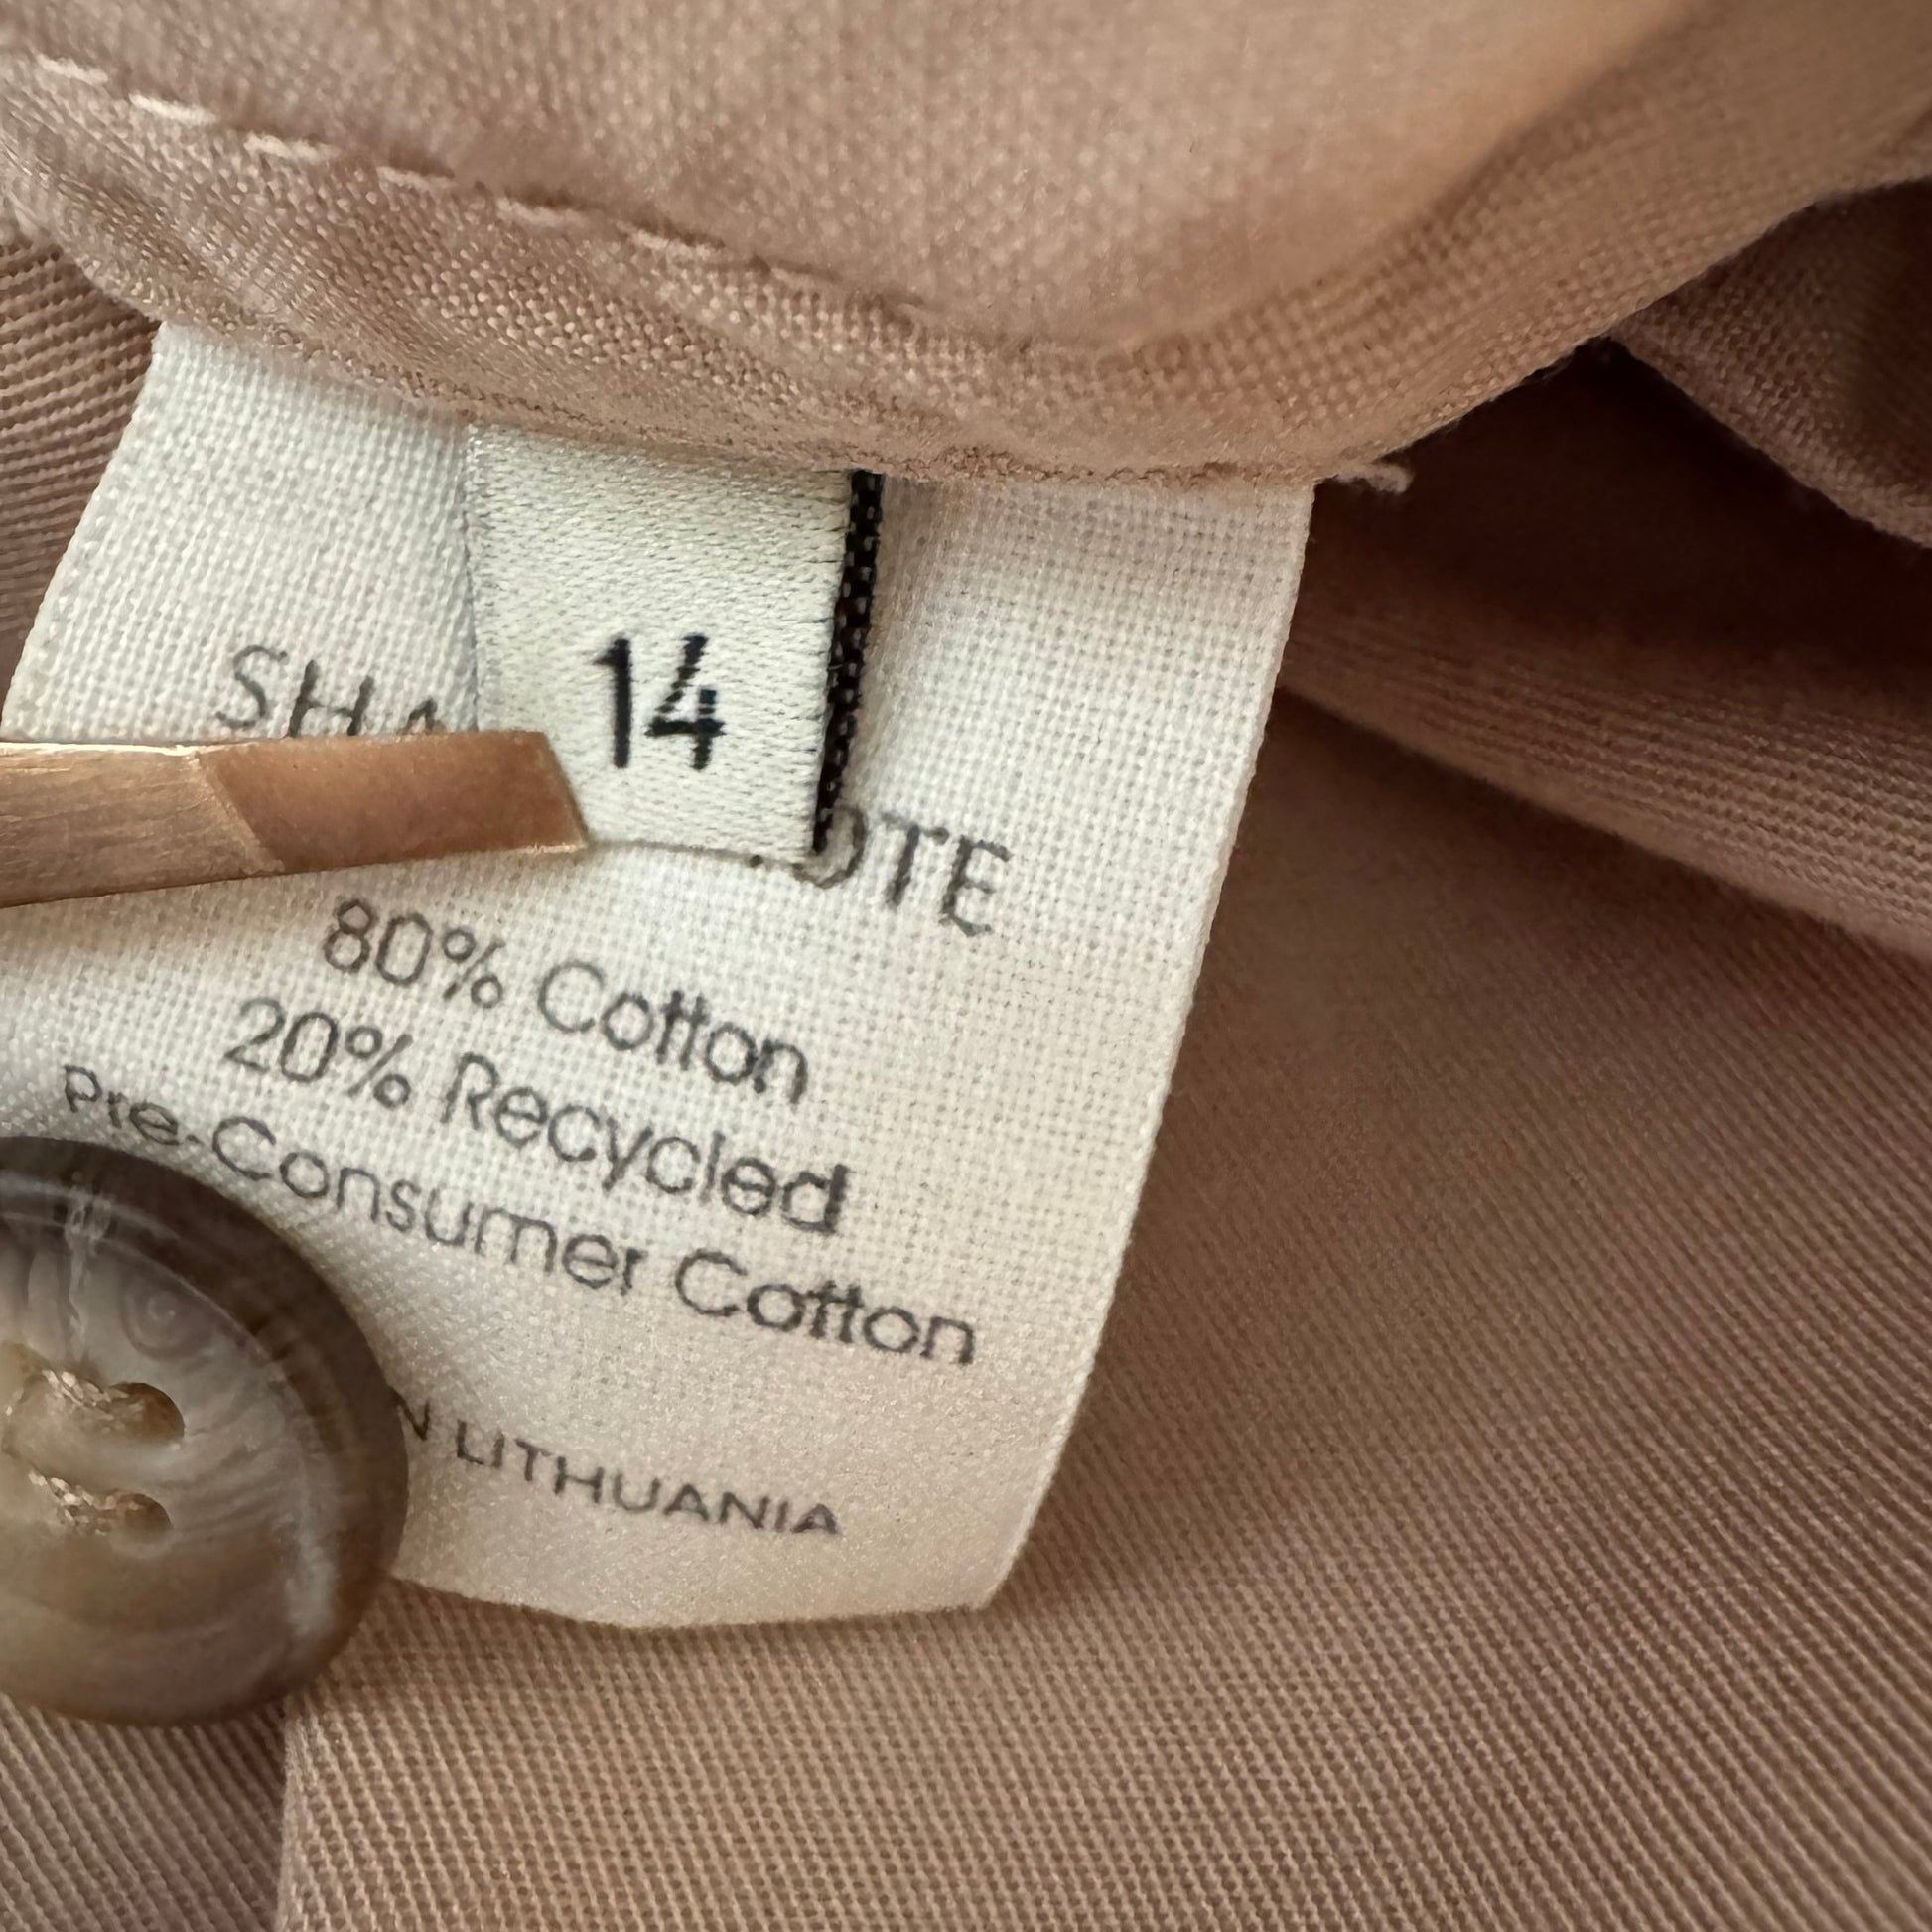 14
80% Cotton
20% Recycled
Pre-Consumer Cotton
LITHUANIA